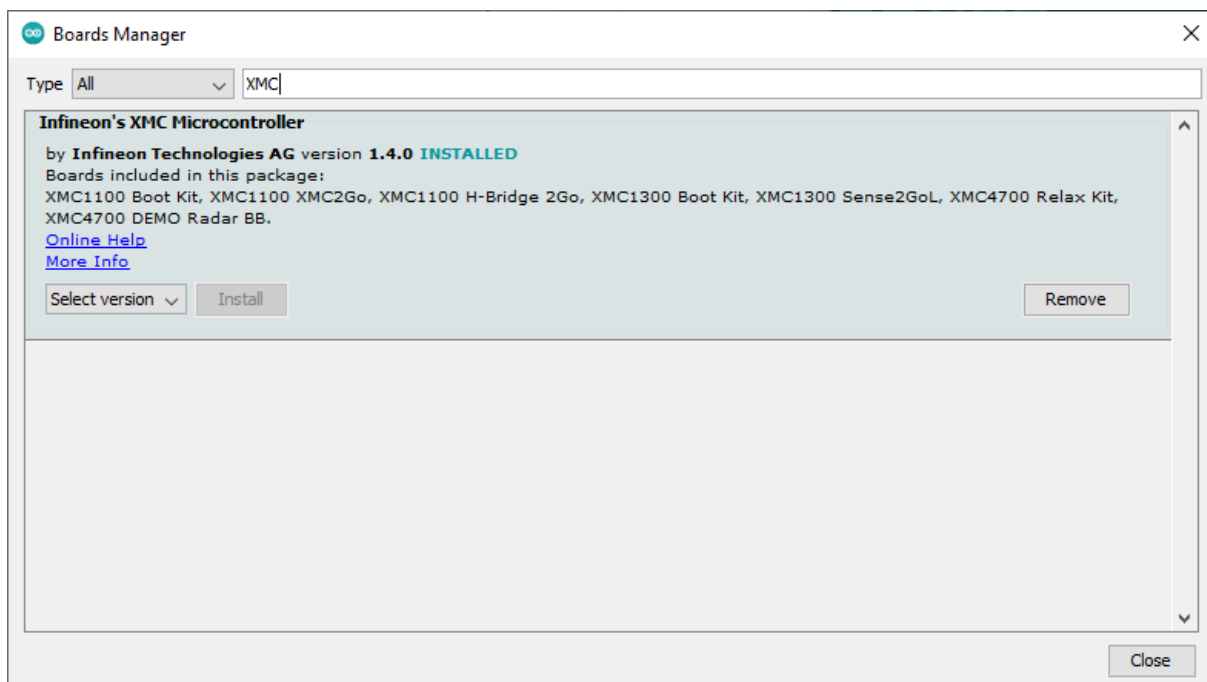 Boards Manager
Type All XMC
Infineon's XMC Microcontroller
by Infineon Technologies AG version 1.4.0 INSTALLED
Boards included in this package:
XMC1100 Boot Kit, XMC1100 XMC2Go, XMC1100 H-Bridge 2Go, XMC1300 Boot Kit, XMC1300 Sense2GoL, XMC4700 Relax Kit,
XMC4700 DEMO Radar BB.
Online Help
More Info
Select version Install Remove
Close